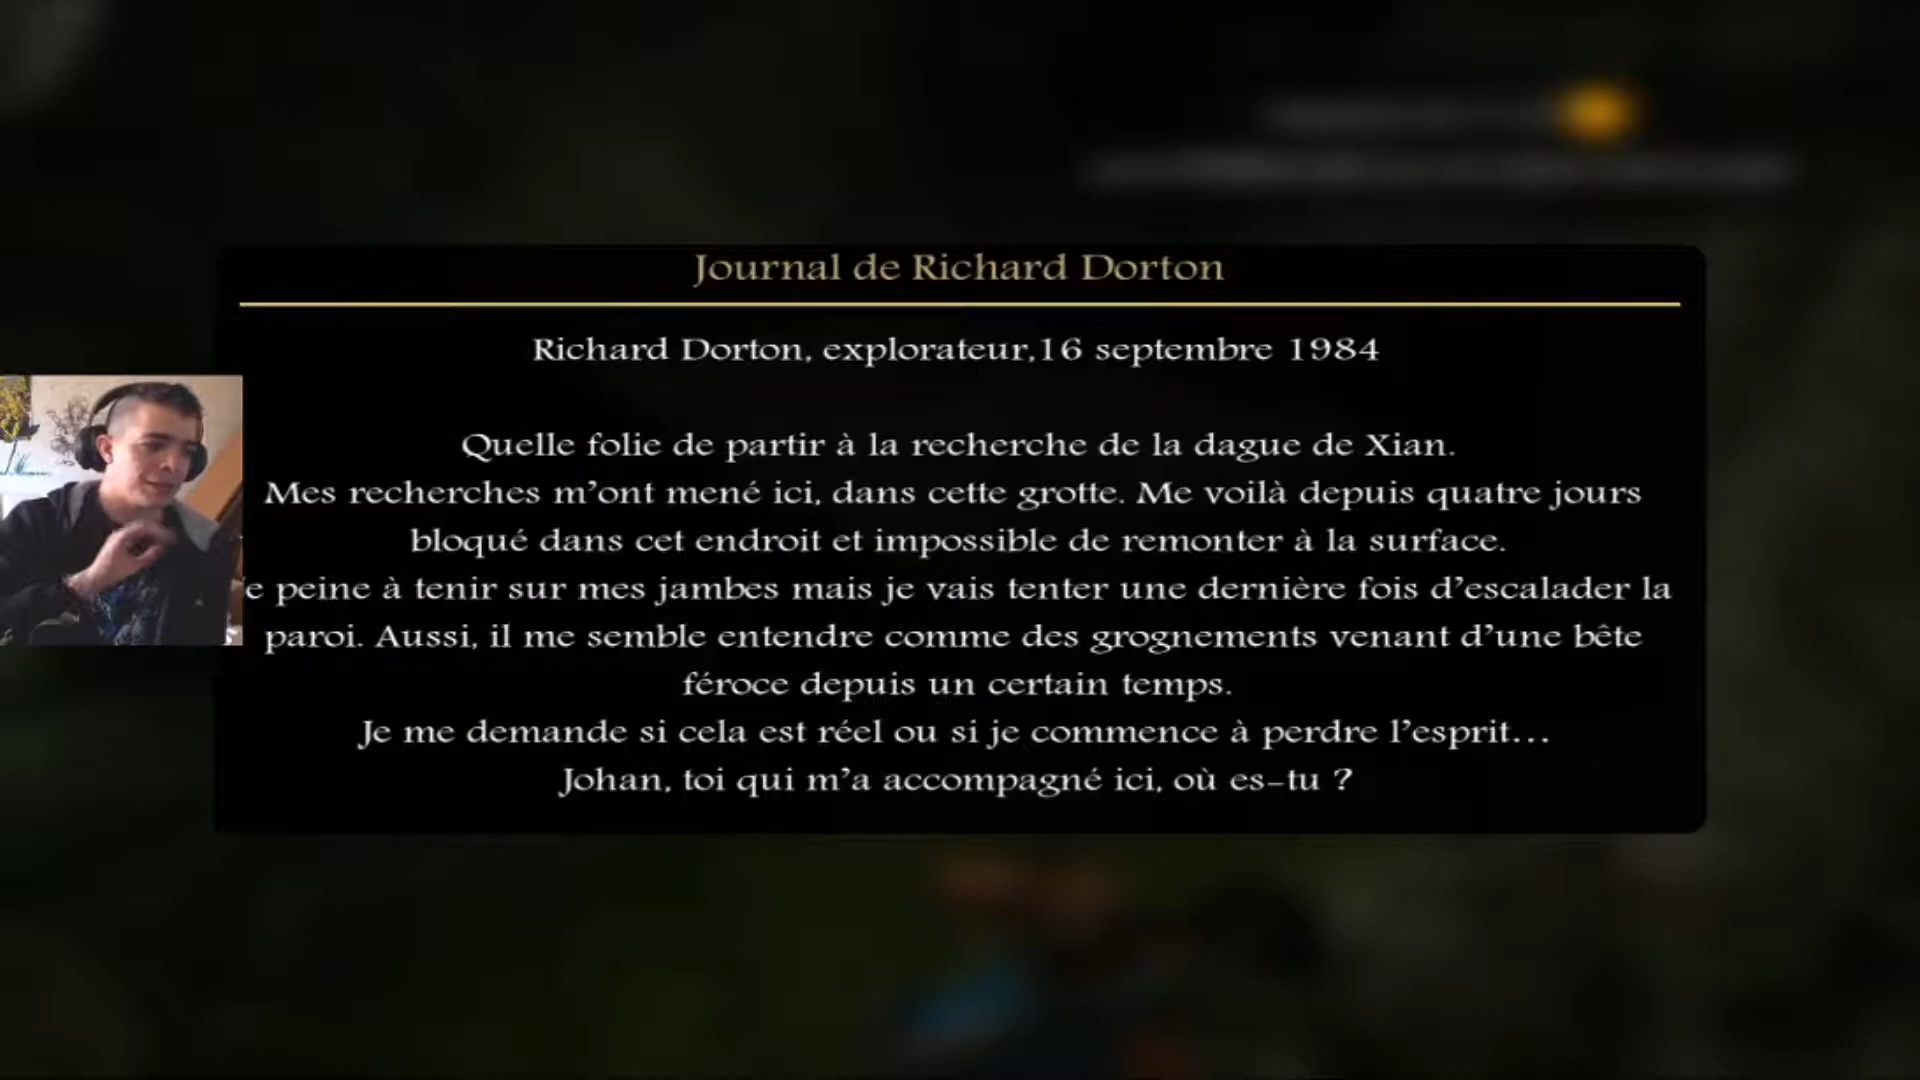 Journal de Richard Dorton
Richard Dorton, explorateur,16 septembre 1984
Quelle folie de partir à la recherche de la dague de Xian.
Mes recherches m'ont mené ici, dans cette grotte. Me voilà depuis quatre jours
bloqué dans cet endroit et impossible de remonter à la surface.
e peine à tenir sur mes jambes mais je vais tenter une dernière fois d'escalader la
paroi. Aussi, il me semble entendre comme des grognements venant d'une bête
féroce depuis un certain temps.
Je me demande si cela est réel ou si je commence à perdre l'esprit...
Johan, toi qui m'a accompagné ici, où es-tu ?